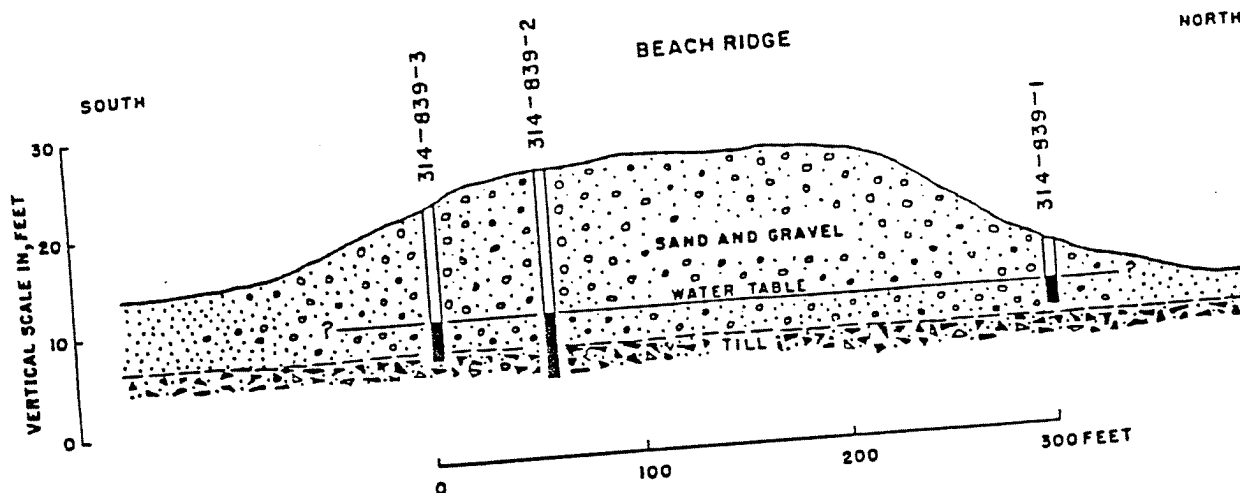 NORTH
BEACH RIDGE
SOUTH
314-839-3
314-839-2
314-839-1
30
20
10
0
VERTICAL SCALE IN, FEET
SAND AND GRAVEL
WATER TABLE
?
?
TILL
0
100
200
300 FEET